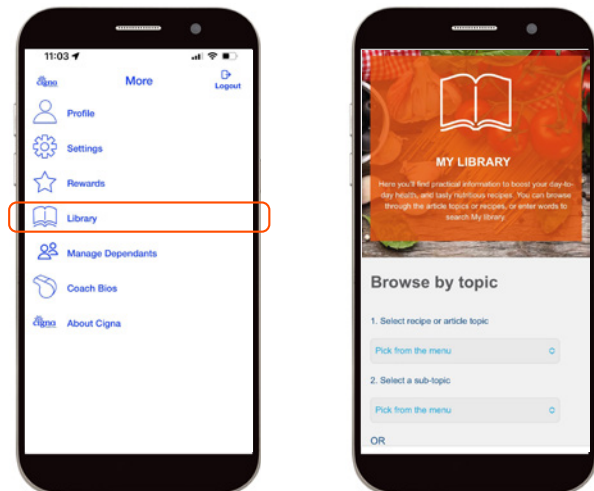 11:03
Cigna
More
Logout
Profile
Settings
Rewards
Library
Manage Dependants
Coach Bios
Cigna
About Cigna
MY LIBRARY
Here you'll find practical information to boost your day-to-
day health, and tasty nutritious recipes. You can browse
through the article topics or recipes, or enter words to
search My library.
Browse by topic
1. Select recipe or article topic
Pick from the menu
2. Select a sub-topic
Pick from the menu
OR